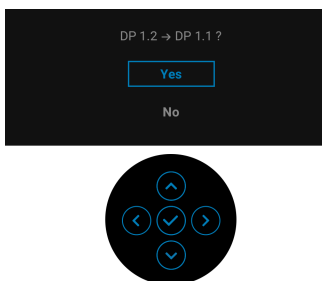 DP 1.2 → DP 1.1 ?
Yes
No